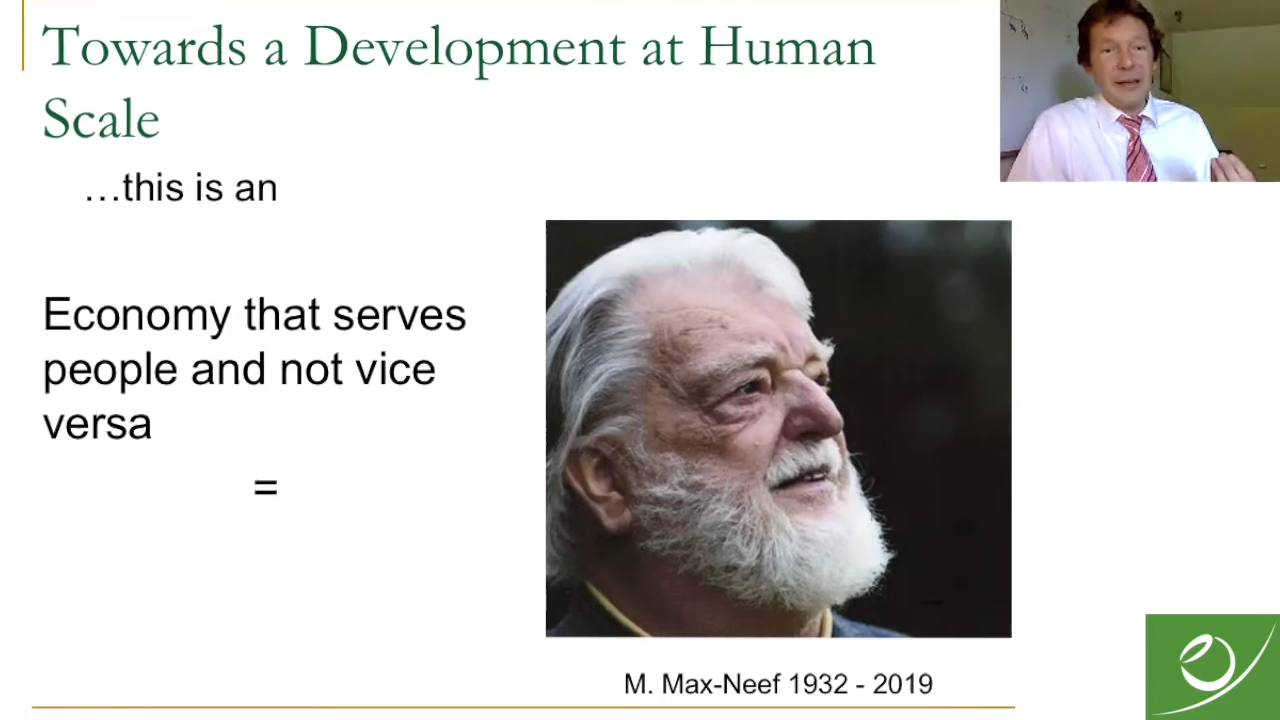 Towards a Development at Human
Scale
…this is an
Economy that serves
people and not vice
versa
=
M. Max-Neef 1932 - 2019